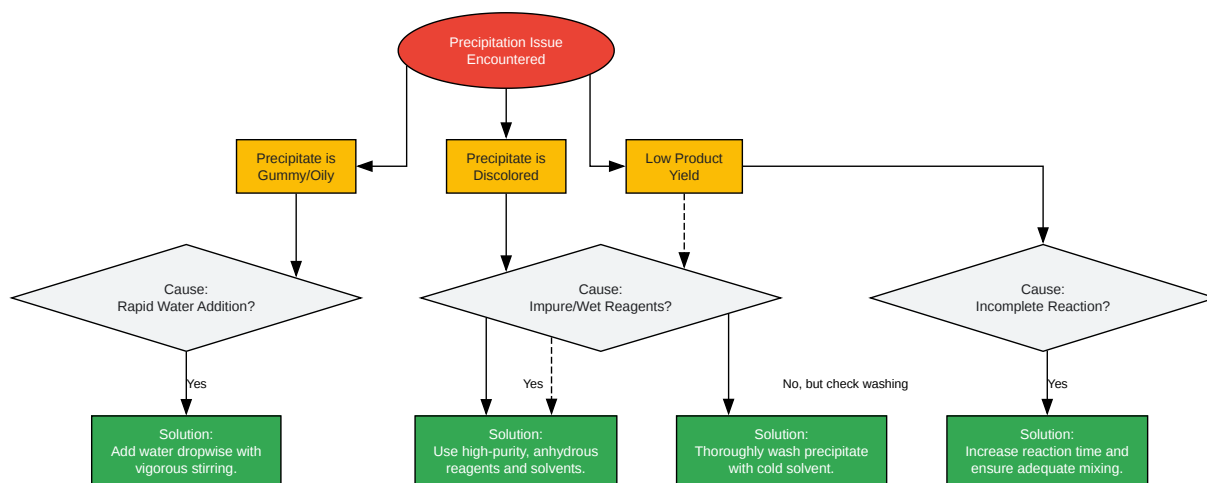 Precipitation Issue
Encountered
Precipitate is
Gummy/Oily
Precipitate is
Discolored
Low Product
Yield
Cause:
Rapid Water Addition?
Cause:
Impure/Wet Reagents?
Cause:
Incomplete Reaction?
Yes
Yes
No, but check washing
Yes
Solution:
Add water dropwise with
vigorous stirring.
Solution:
Use high-purity, anhydrous
reagents and solvents.
Solution:
Thoroughly wash precipitate
with cold solvent.
Solution:
Increase reaction time and
ensure adequate mixing.